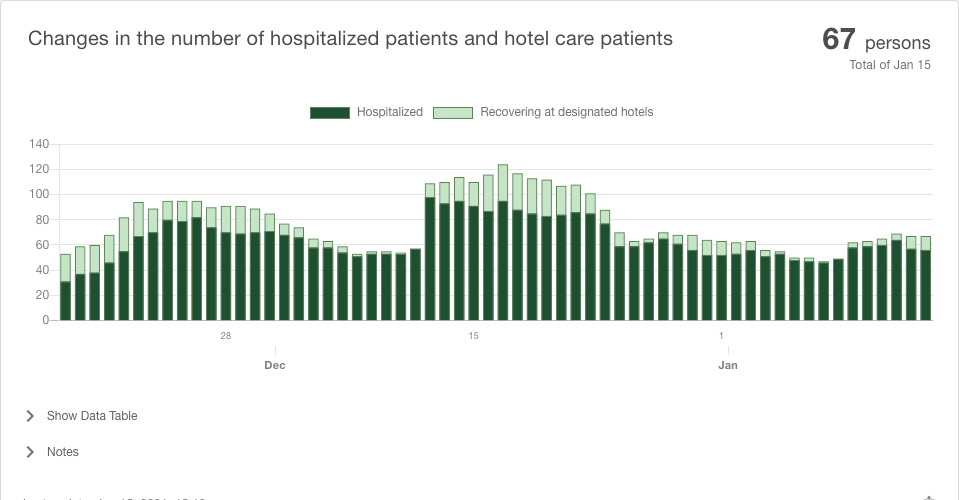 Changes in the number of hospitalized patients and hotel care patients
67 persons
Total of Jan 15
Hospitalized Recovering at designated hotels
140
120
100
80
60
40
20
0
28 15 1
Dec Jan
Show Data Table
Notes